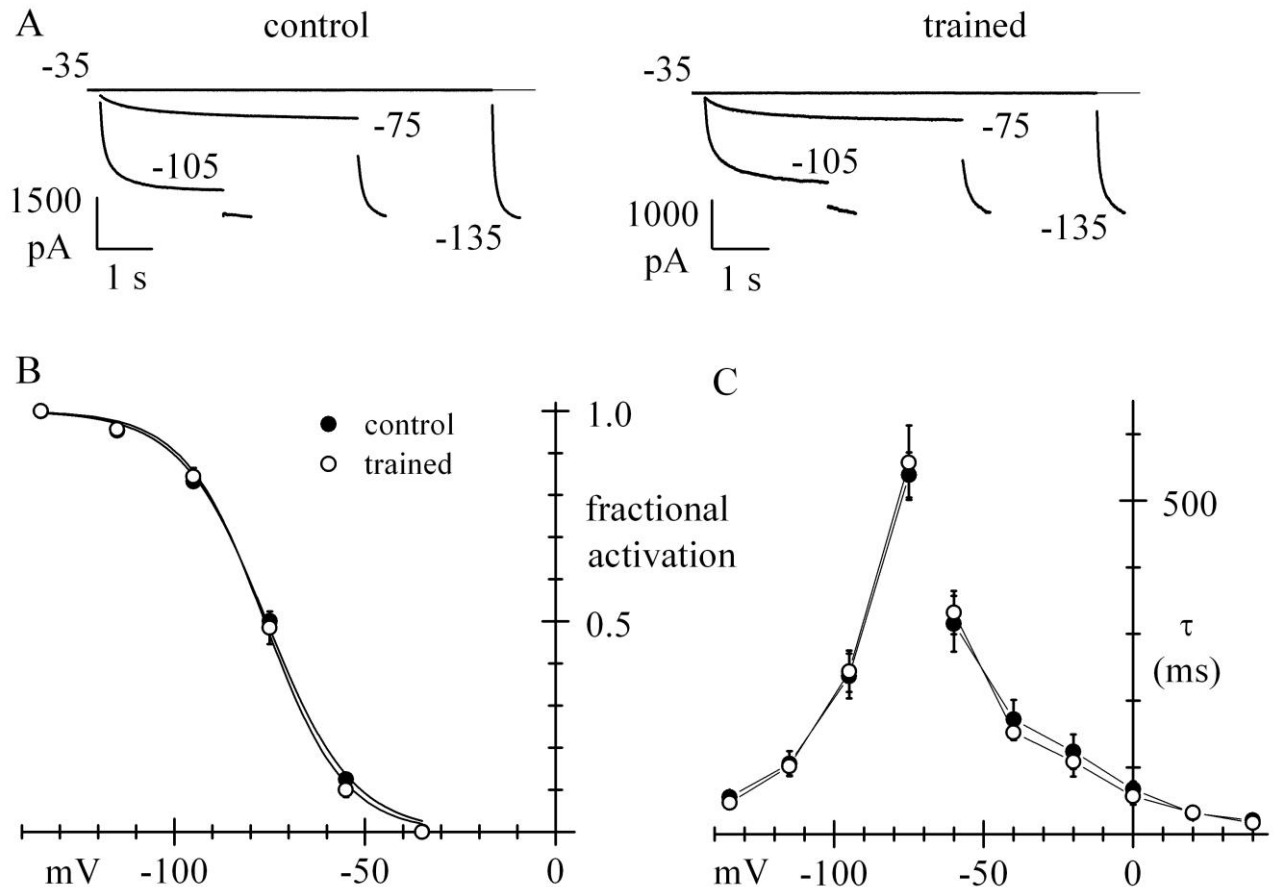 A
control
trained
-35
-75
-105
1500
pA
1 s
-135
-35
-75
-105
1000
pA
1 s
-135
B
control
trained
1.0
fractional
activation
0.5
mV
-100
-50
0
C
500
τ
(ms)
mV
-100
-50
0